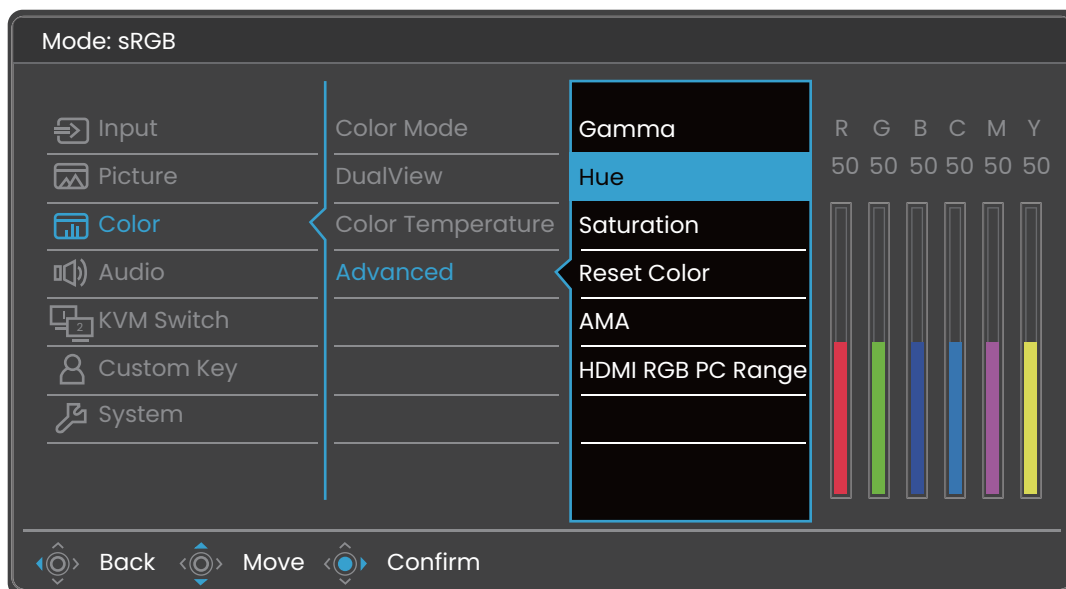 Mode: sRGB
Input
Picture
Color
Audio
1 2 KVM Switch
Custom Key
System
Color Mode
DualView
Color Temperature
Advanced
Gamma
Hue
Saturation
Reset Color
AMA
HDMI RGB PC Range
R G B C M Y
50 50 50 50 50 50
Back Move Confirm